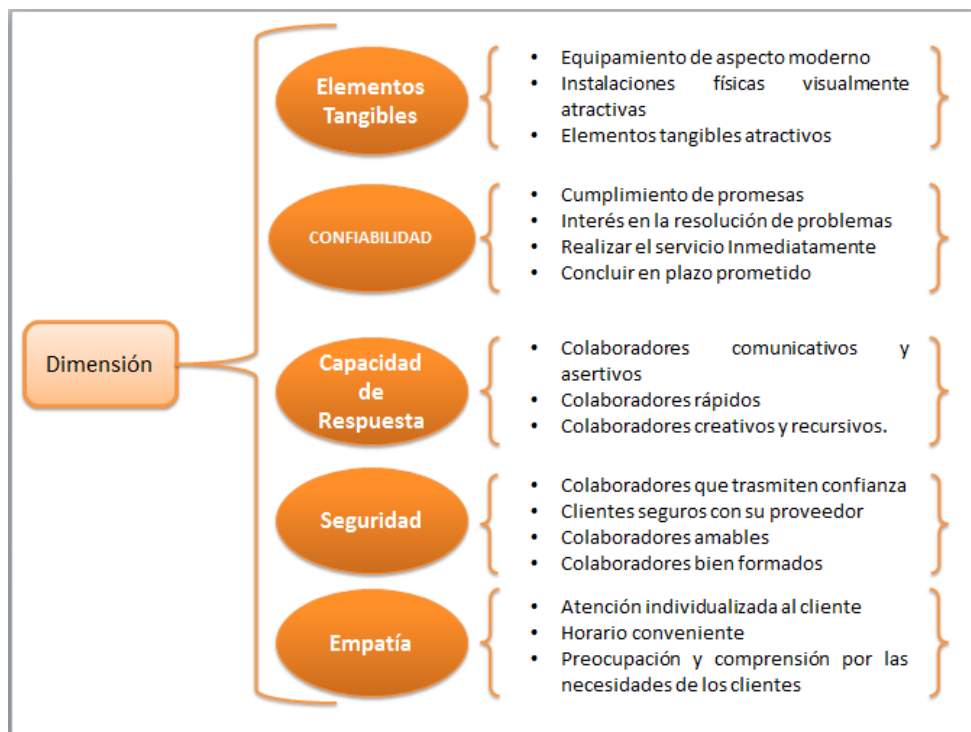 Dimensión
Elementos
Tangibles
• Equipamiento de aspecto moderno
• Instalaciones físicas visualmente
atractivas
• Elementos tangibles atractivos
CONFIABILIDAD
• Cumplimiento de promesas
• Interés en la resolución de problemas
• Realizar el servicio Inmediatamente
• Concluir en plazo prometido
Capacidad
de
Respuesta
• Colaboradores comunicativos y
asertivos
• Colaboradores rápidos
• Colaboradores creativos y recursivos.
Seguridad
• Colaboradores que trasmiten confianza
• Clientes seguros con su proveedor
• Colaboradores amables
• Colaboradores bien formados
Empatía
• Atención individualizada al cliente
• Horario conveniente
• Preocupación y comprensión por las
necesidades de los clientes